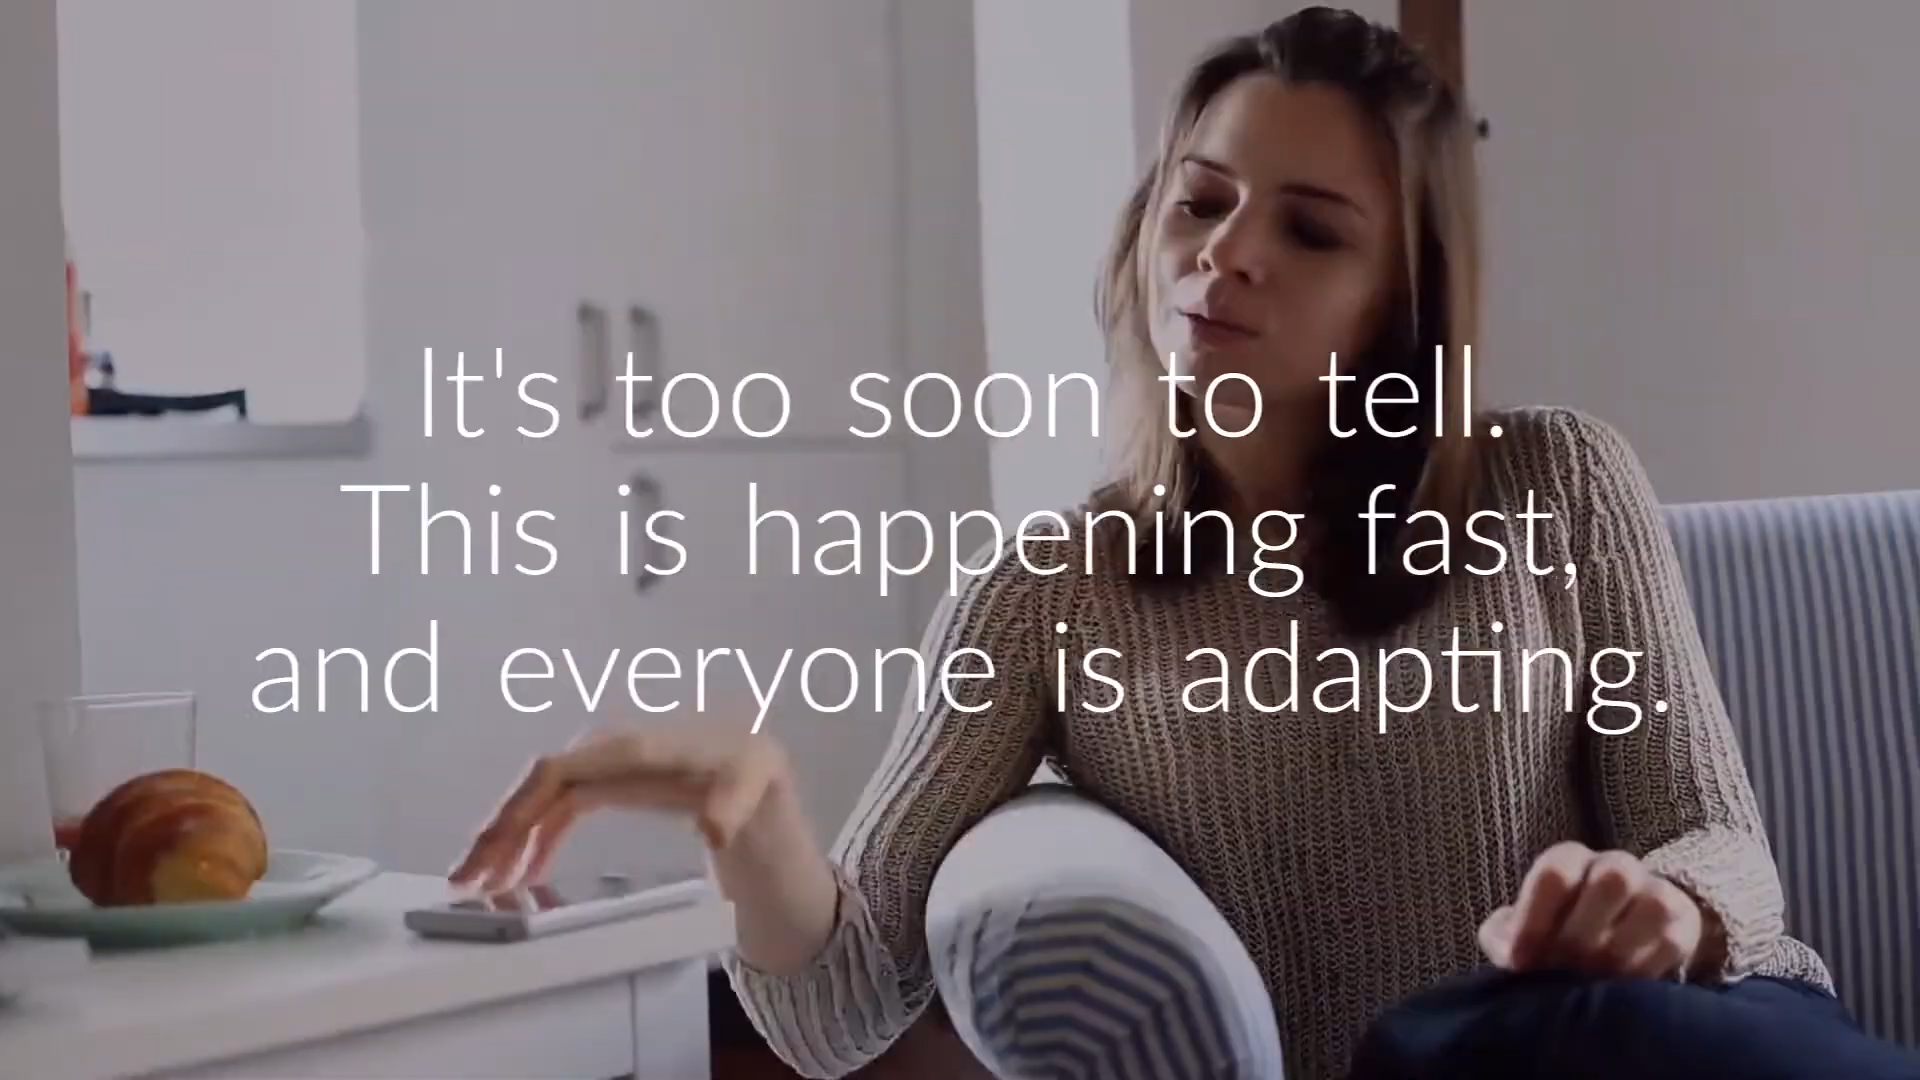 It's too soon to tell.
This is happening fast,
and everyone is adapting.